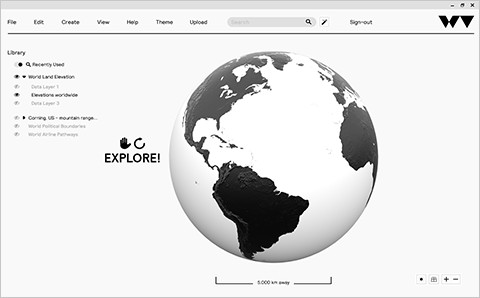 File Edit Create View Help Theme Upload Search Sign-out
Library
Recently Used
World Land Elevation
Data Layer 1
Elevations worldwide
Data Layer 3
Corning, US - mountain range...
World Political Boundaries
World Airline Pathways
EXPLORE!
5,000 km away